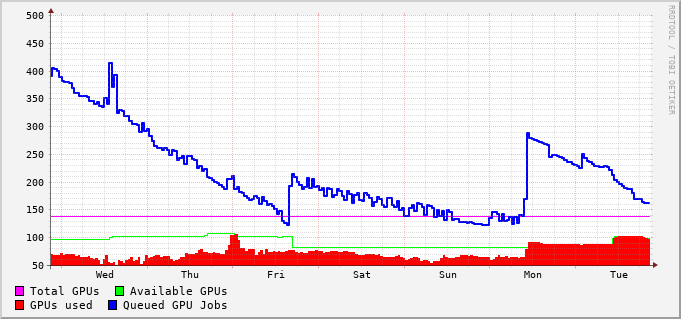 500
450
400
350
300
250
200
150
100
50
Wed Thu Fri Sat Sun Mon Tue
Total GPUs Available GPUs
GPUs used Queued GPU Jobs
RRDTOOL / TOBI OETIKER